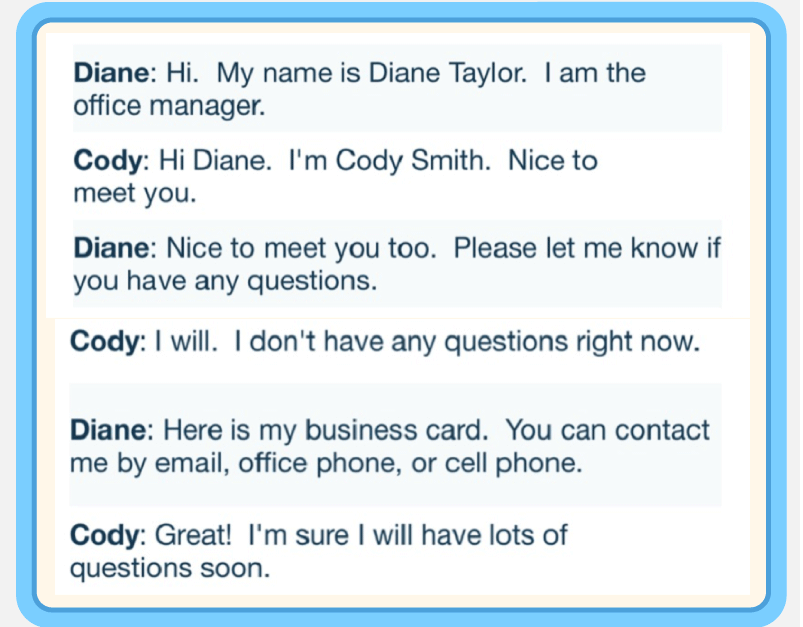 Diane: Hi.  My name is Diane Taylor.  I am the
office manager.
Cody: Hi Diane.  I'm Cody Smith.  Nice to
meet you.
Diane: Nice to meet you too.  Please let me know if
you have any questions.
Cody: I will.  I don't have any questions right now.
Diane: Here is my business card.  You can contact
me by email, office phone, or cell phone.
Cody: Great!  I'm sure I will have lots of
questions soon.